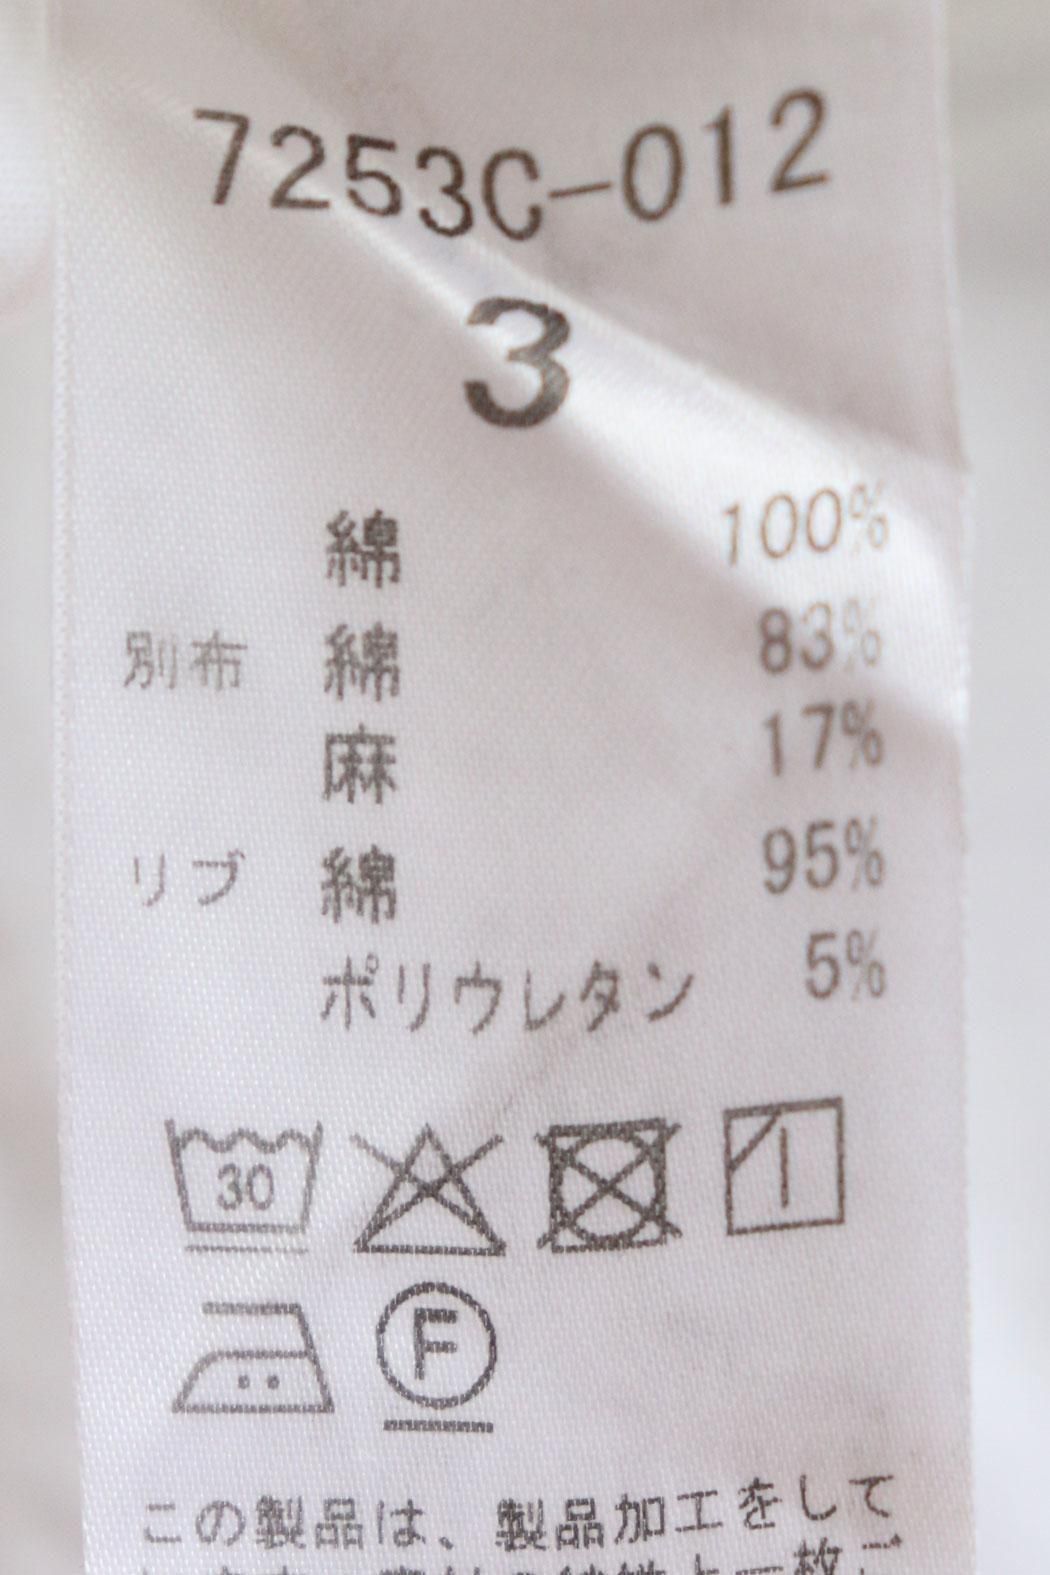 7253C-012
3
綿 100%
別布 綿 83%
麻 17%
リブ 綿 95%
ポリウレタン 5%
30
F
この製品は、製品加工をして